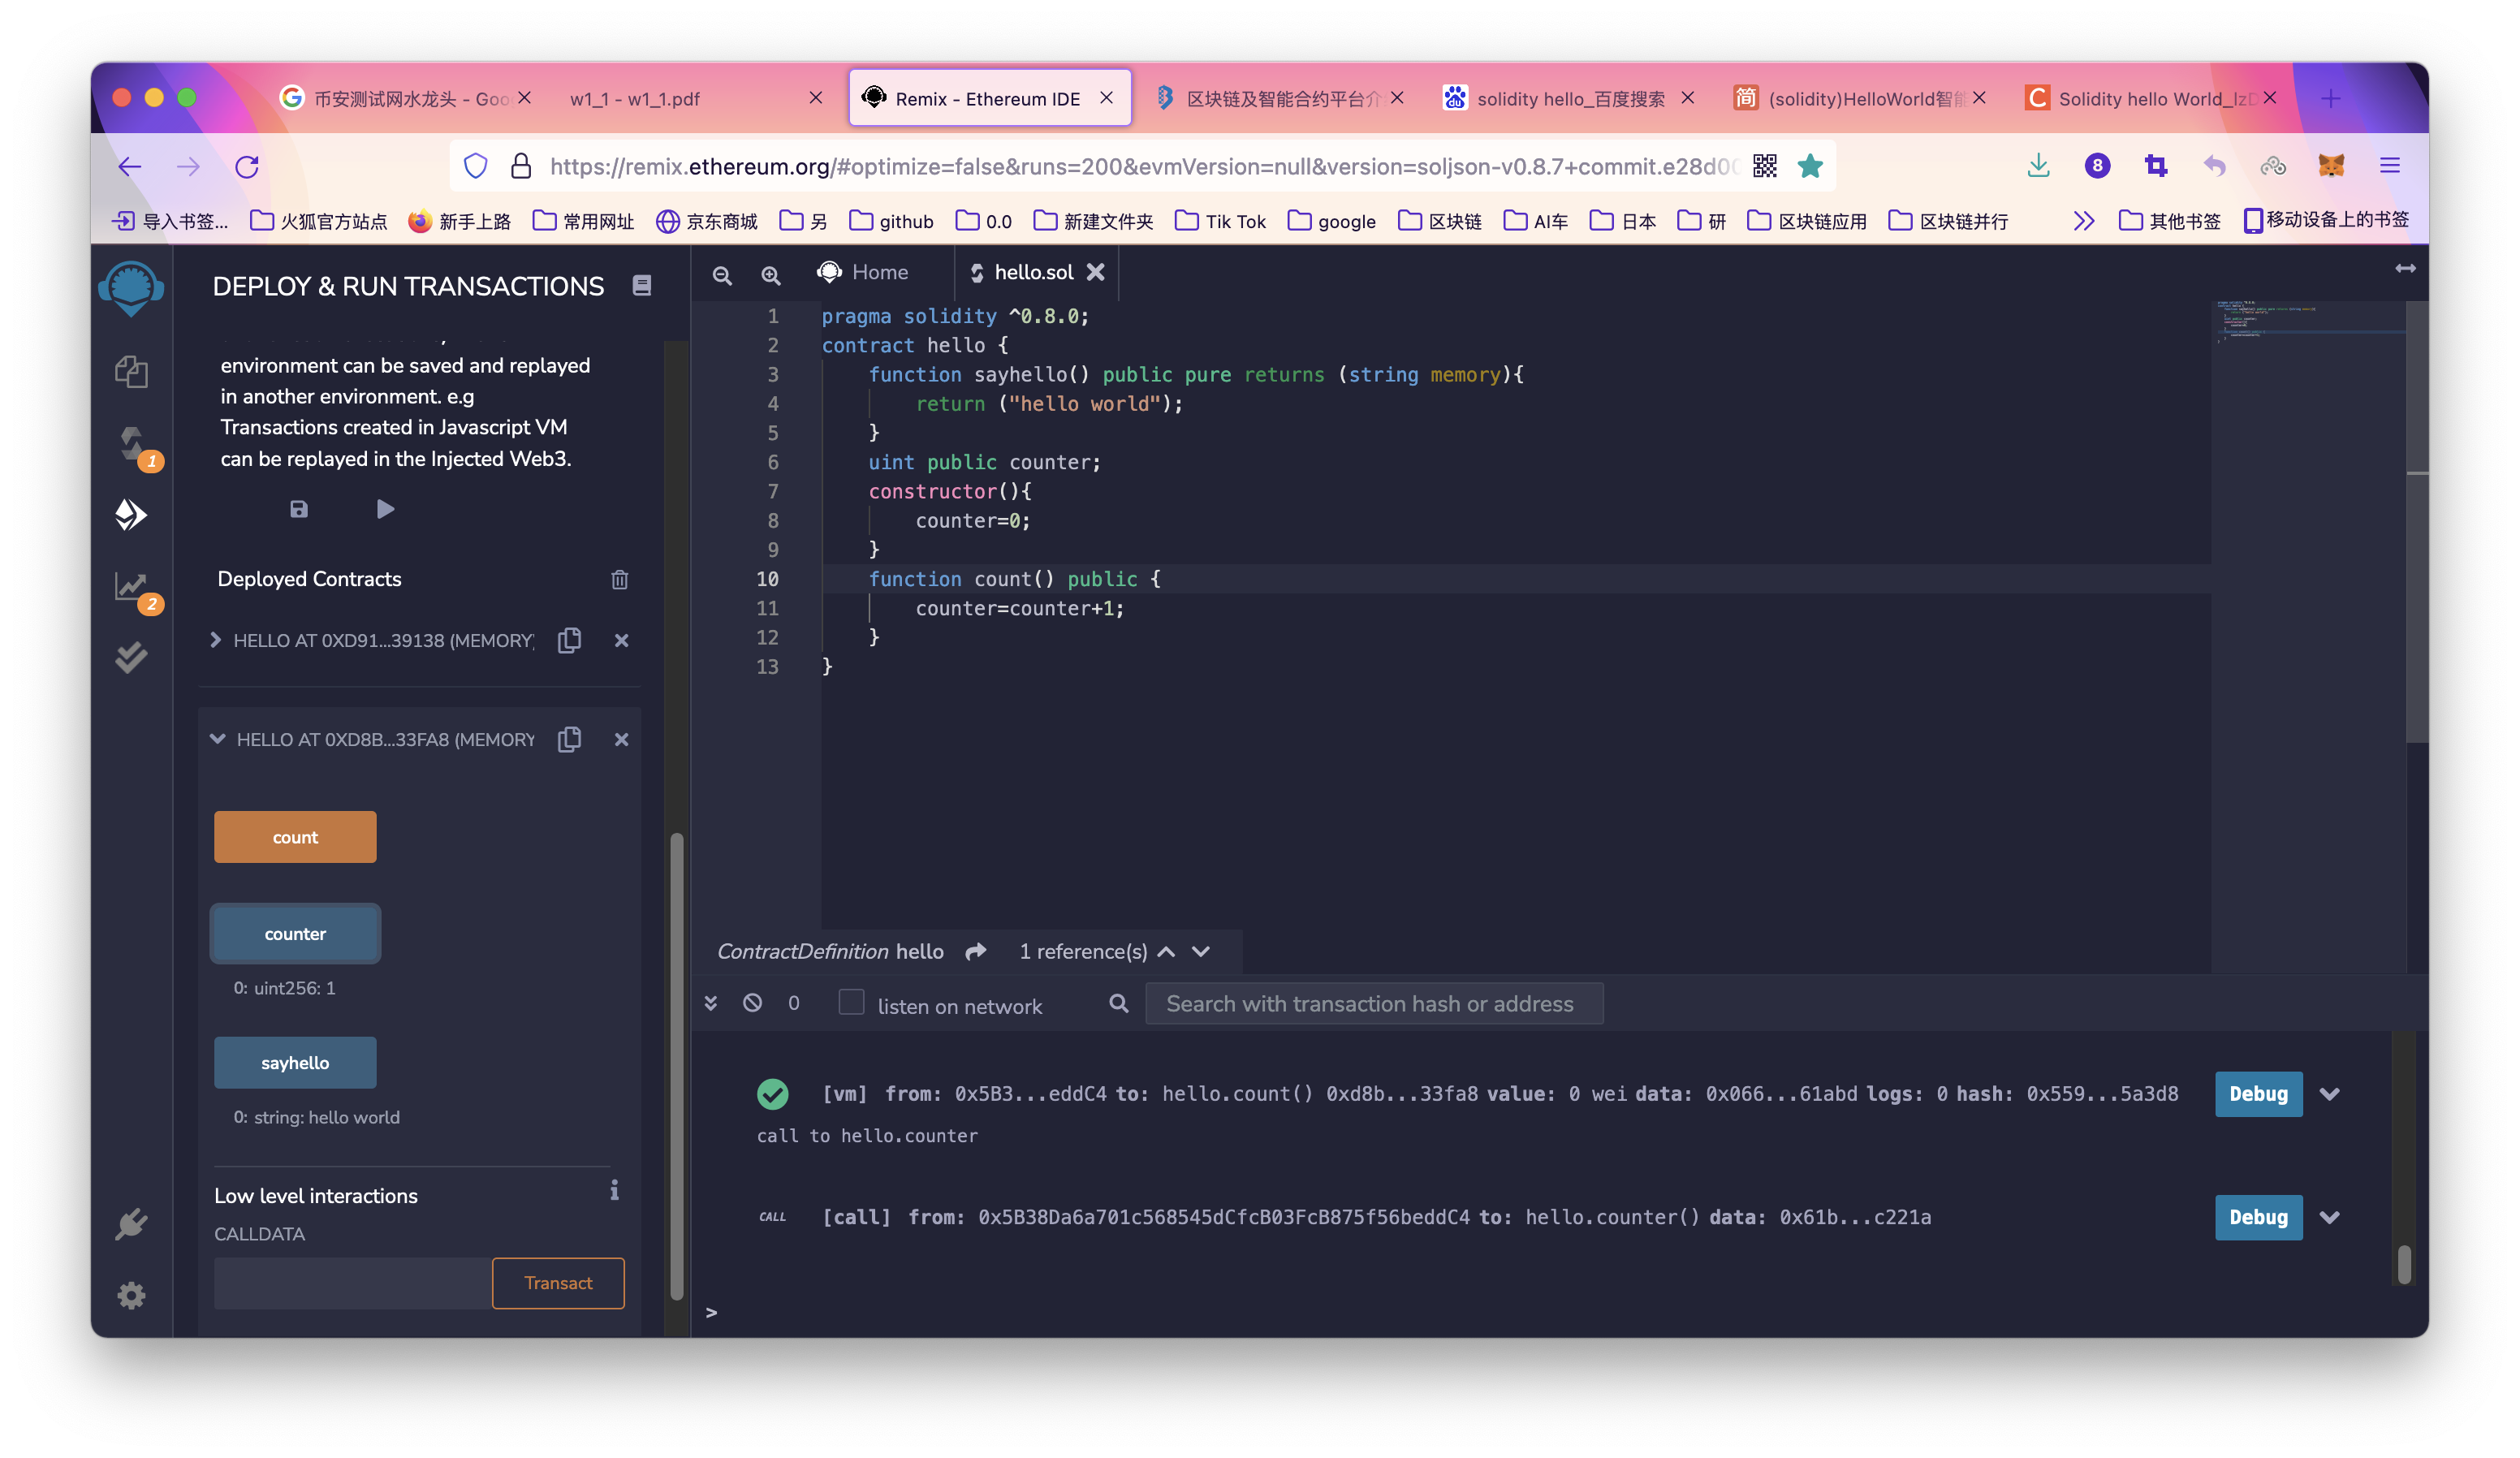 币安测试网水龙头 - Goo
w1_1 - w1_1.pdf
Remix - Ethereum IDE
区块链及智能合约平台介
solidity hello_百度搜索
简
(solidity)HelloWorld智能
C
Solidity hello World_lzD
https://remix.ethereum.org/#optimize=false&runs=200&evmVersion=null&version=soljson-v0.8.7+commit.e28d00
8
导入书签...
火狐官方站点
新手上路
常用网址
京东商城
另
github
0.0
新建文件夹
Tik Tok
google
区块链
AI车
日本
研
区块链应用
区块链并行
其他书签
移动设备上的书签
DEPLOY & RUN TRANSACTIONS
environment can be saved and replayed
in another environment. e.g
Transactions created in Javascript VM
can be replayed in the Injected Web3.
1
2
Deployed Contracts
HELLO AT 0XD91...39138 (MEMORY)
HELLO AT 0XD8B...33FA8 (MEMORY
count
counter
0: uint256: 1
sayhello
0: string: hello world
Low level interactions
CALLDATA
Transact
Home
hello.sol
1 pragma solidity ^0.8.0;
2 contract hello {
3 function sayhello() public pure returns (string memory){
4 return ("hello world");
5 }
6 uint public counter;
7 constructor(){
8 counter=0;
9 }
10 function count() public {
11 counter=counter+1;
12 }
13 }
ContractDefinition hello
1 reference(s)
0
listen on network
Search with transaction hash or address
[vm] from: 0x5B3...eddC4 to: hello.count() 0xd8b...33fa8 value: 0 wei data: 0x066...61abd logs: 0 hash: 0x559...5a3d8
Debug
call to hello.counter
CALL
[call] from: 0x5B38Da6a701c568545dCfcB03FcB875f56beddC4 to: hello.counter() data: 0x61b...c221a
Debug
>